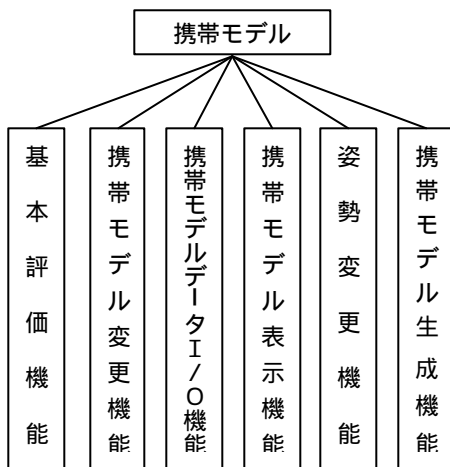 携帯モデル
基本評価機能
携帯モデル変更機能
携帯モデルデータI/O機能
携帯モデル表示機能
姿勢変更機能
携帯モデル生成機能